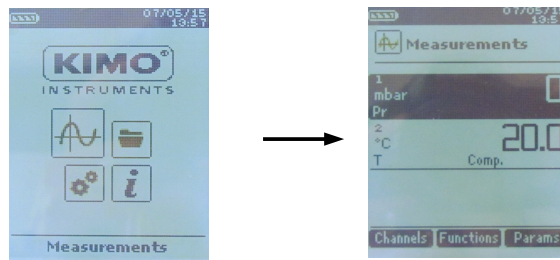 07/05/15
13:57
KIMO®
INSTRUMENTS
i
Measurements
Measurements
1
mbar
Pr
2
°C
20.0
T
Comp.
Channels Functions Params